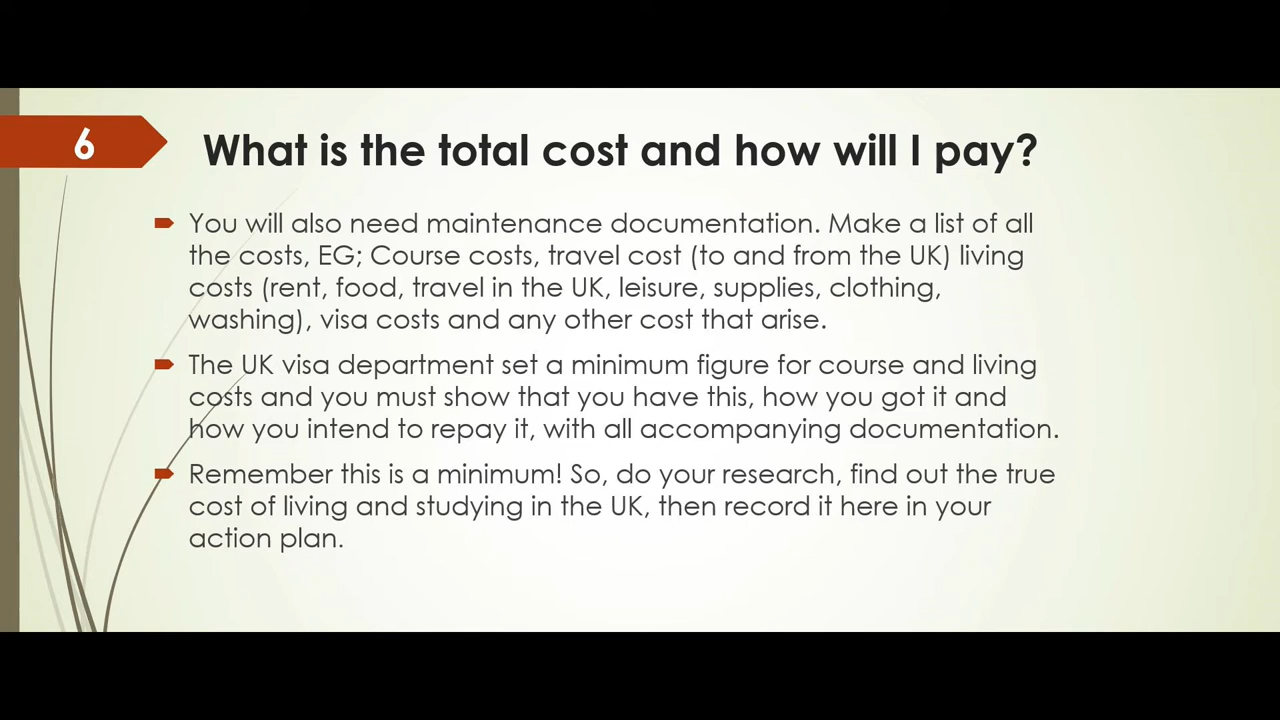 6
What is the total cost and how will I pay?
You will also need maintenance documentation. Make a list of all
the costs, EG; Course costs, travel cost (to and from the UK) living
costs (rent, food, travel in the UK, leisure, supplies, clothing,
washing), visa costs and any other cost that arise.
The UK visa department set a minimum figure for course and living
costs and you must show that you have this, how you got it and
how you intend to repay it, with all accompanying documentation.
Remember this is a minimum! So, do your research, find out the true
cost of living and studying in the UK, then record it here in your
action plan.